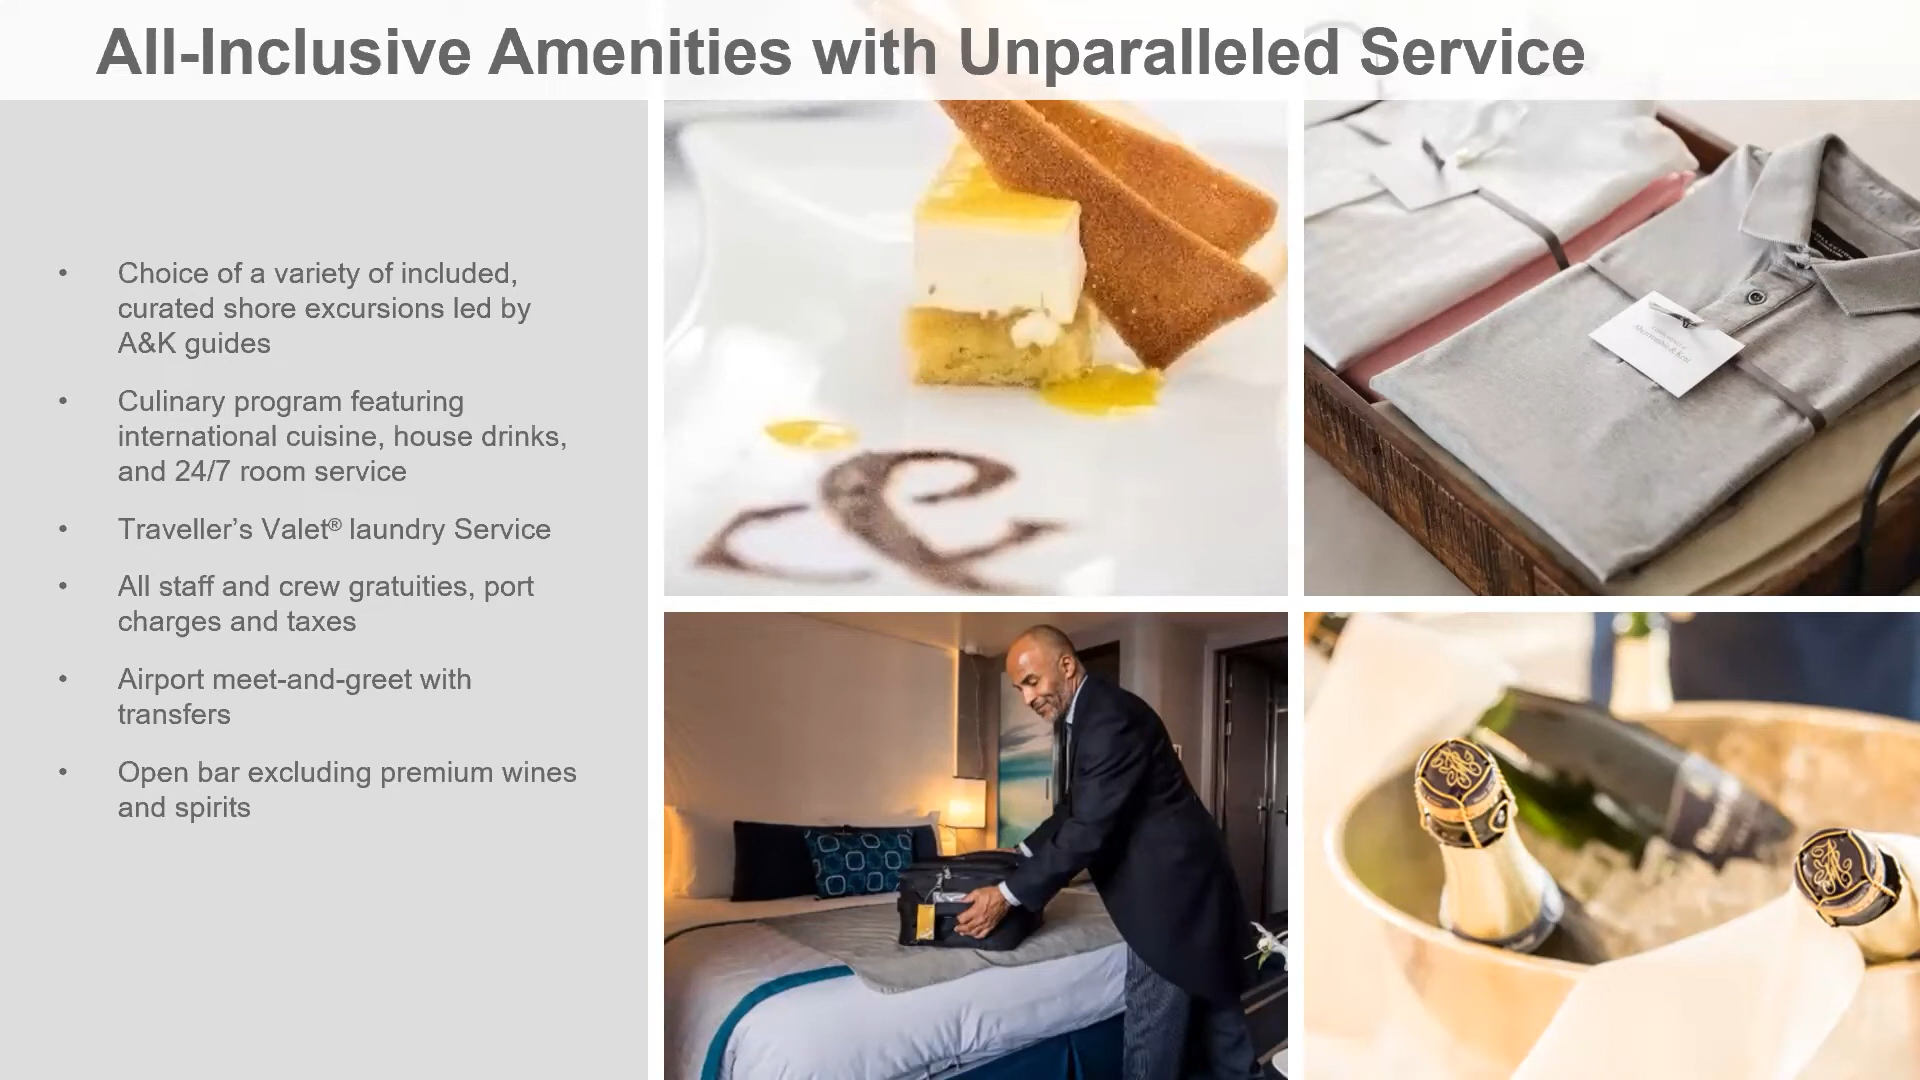 All-Inclusive Amenities with Unparalleled Service
• Choice of a variety of included,
curated shore excursions led by
A&K guides
• Culinary program featuring
international cuisine, house drinks,
and 24/7 room service
• Traveller’s Valet® laundry Service
• All staff and crew gratuities, port
charges and taxes
• Airport meet-and-greet with
transfers
• Open bar excluding premium wines
and spirits
Abercrombie & Kent